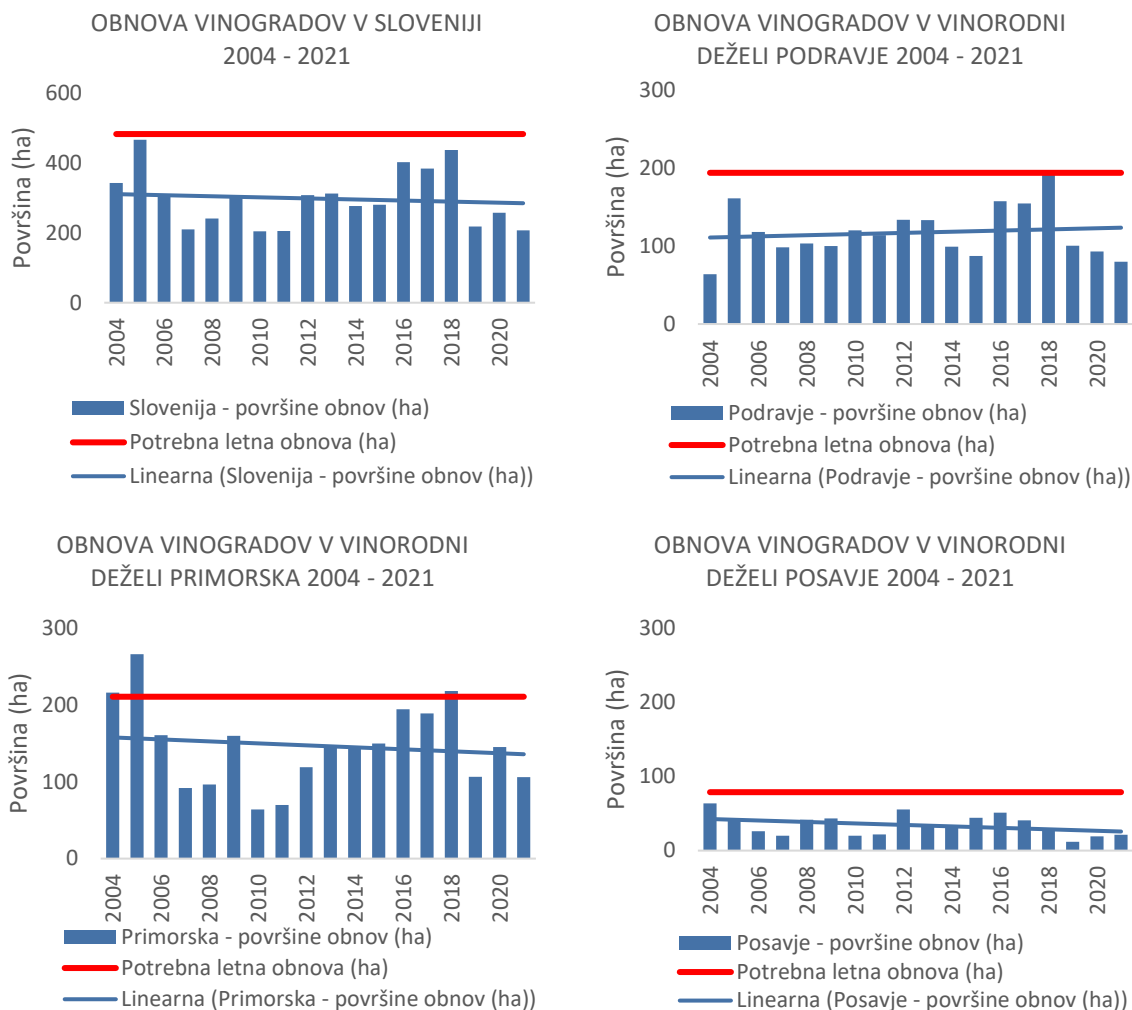 OBNOVA VINOGRADOV V SLOVENIJI
2004 - 2021
Površina (ha)
600
400
200
0
2004
2006
2008
2010
2012
2014
2016
2018
2020
Slovenija - površine obnov (ha)
Potrebna letna obnova (ha)
Linearna (Slovenija - površine obnov (ha))
OBNOVA VINOGRADOV V VINORODNI
DEŽELI PODRAVJE 2004 - 2021
Površina (ha)
300
200
100
0
2004
2006
2008
2010
2012
2014
2016
2018
2020
Podravje - površine obnov (ha)
Potrebna letna obnova (ha)
Linearna (Podravje - površine obnov (ha))
OBNOVA VINOGRADOV V VINORODNI
DEŽELI PRIMORSKA 2004 - 2021
Površina (ha)
300
200
100
0
2004
2006
2008
2010
2012
2014
2016
2018
2020
Primorska - površine obnov (ha)
Potrebna letna obnova (ha)
Linearna (Primorska - površine obnov (ha))
OBNOVA VINOGRADOV V VINORODNI
DEŽELI POSAVJE 2004 - 2021
Površina (ha)
300
200
100
0
2004
2006
2008
2010
2012
2014
2016
2018
2020
Posavje - površine obnov (ha)
Potrebna letna obnova (ha)
Linearna (Posavje - površine obnov (ha))